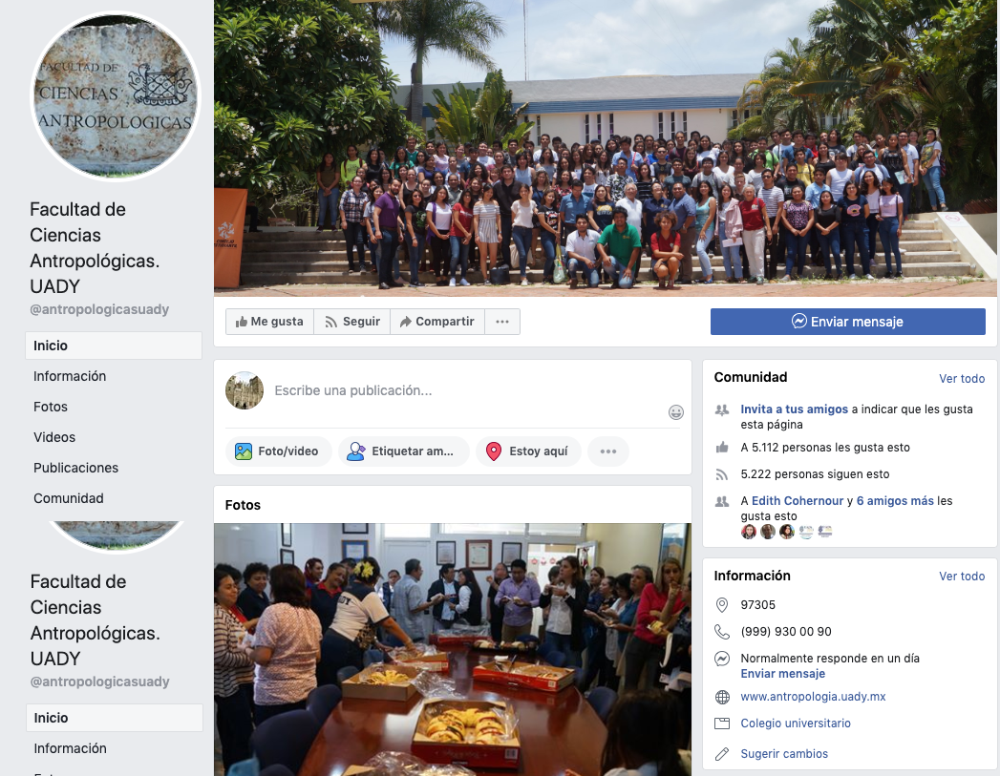 FACULTAD DE
CIENCIAS
ANTROPOLOGICAS
Facultad de
Ciencias
Antropológicas.
UADY
@antropologicasuady
Inicio
Información
Fotos
Videos
Publicaciones
Comunidad
Facultad de
Ciencias
Antropológicas.
UADY
@antropologicasuady
Inicio
Información
Me gusta
Seguir
Compartir
Enviar mensaje
Escribe una publicación...
Foto/video
Etiquetar am...
Estoy aquí
Fotos
Comunidad
Ver todo
Invita a tus amigos a indicar que les gusta
esta página
A 5.112 personas les gusta esto
5.222 personas siguen esto
A Edith Cohernour y 6 amigos más les
gusta esto
Información
Ver todo
97305
(999) 930 00 90
Normalmente responde en un día
Enviar mensaje
www.antropologia.uady.mx
Colegio universitario
Sugerir cambios